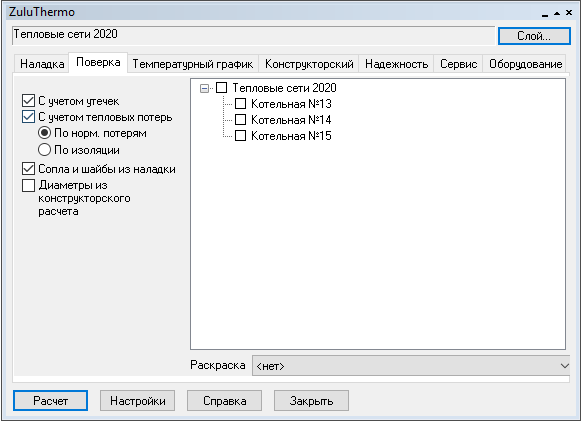 ZuluThermo
Тепловые сети 2020
Слой...
Наладка Поверка Температурный график Конструкторский Надежность Сервис Оборудование
С учетом утечек
С учетом тепловых потерь
По норм. потерям
По изоляции
Сопла и шайбы из наладки
Диаметры из
конструкторского
расчета
Тепловые сети 2020
Котельная №13
Котельная №14
Котельная №15
Раскраска <нет>
Расчет Настройки Справка Закрыть